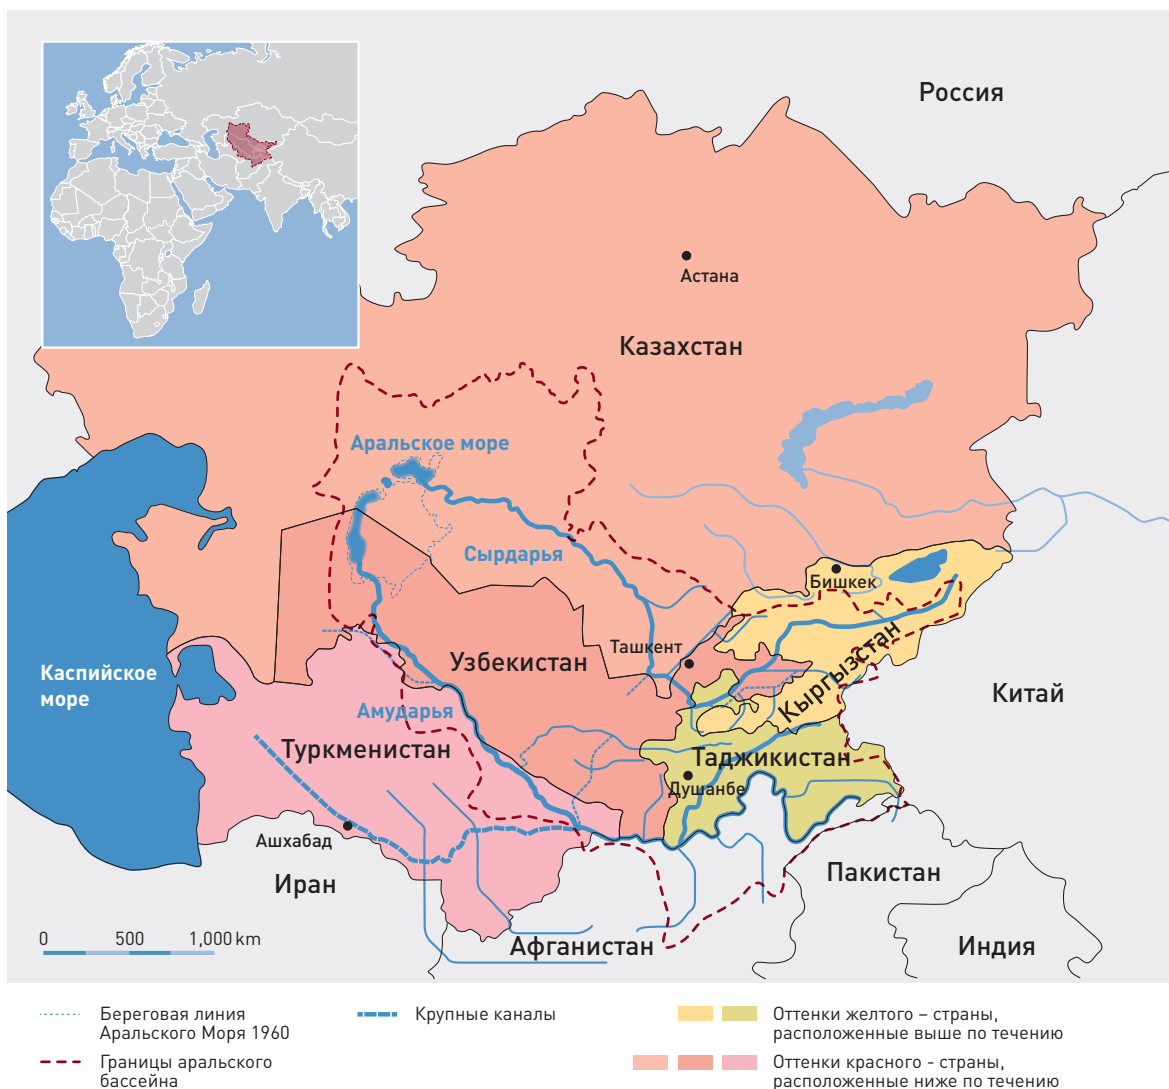 Россия
Астана
Казахстан
Аральское море
Сырдарья
Бишкек
Ташкент
Узбекистан
Кыргызстан
Каспийское
море
Китай
Амударья
Туркменистан
Таджикистан
Душанбе
Ашхабад
Иран
Пакистан
Афганистан
Индия
0 500 1,000 km
Береговая линия
Аральского Моря 1960
Границы аральского
бассейна
Крупные каналы
Оттенки желтого – страны,
расположенные выше по течению
Оттенки красного - страны,
расположенные ниже по течению